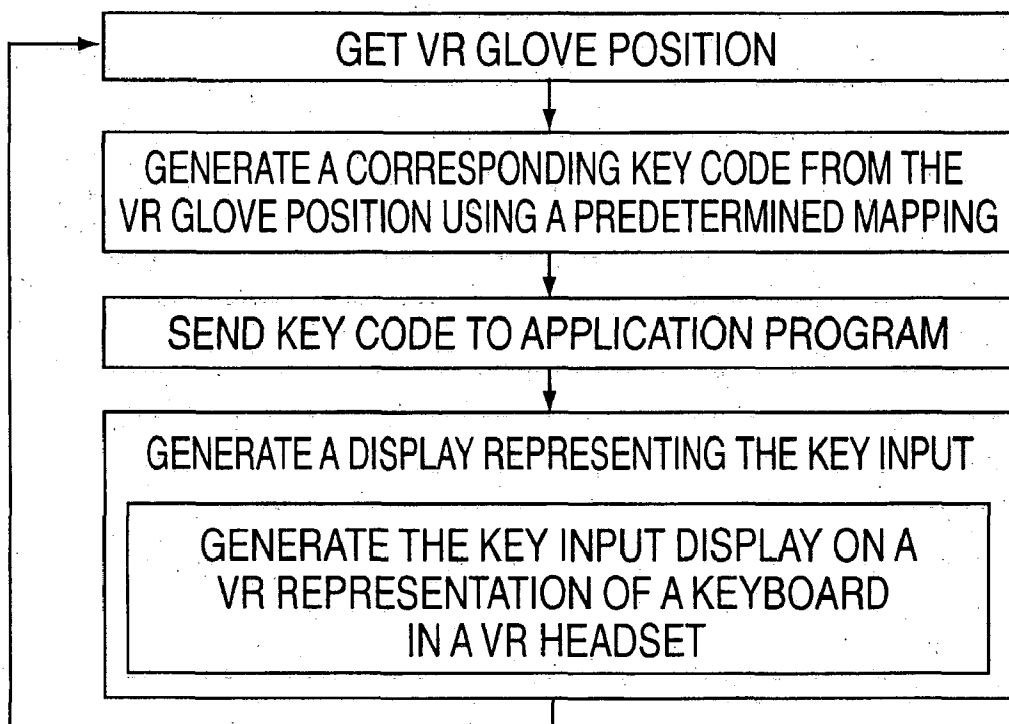 GET VR GLOVE POSITION
GENERATE A CORRESPONDING KEY CODE FROM THE
VR GLOVE POSITION USING A PREDETERMINED MAPPING
SEND KEY CODE TO APPLICATION PROGRAM
GENERATE A DISPLAY REPRESENTING THE KEY INPUT
GENERATE THE KEY INPUT DISPLAY ON A
VR REPRESENTATION OF A KEYBOARD
IN A VR HEADSET